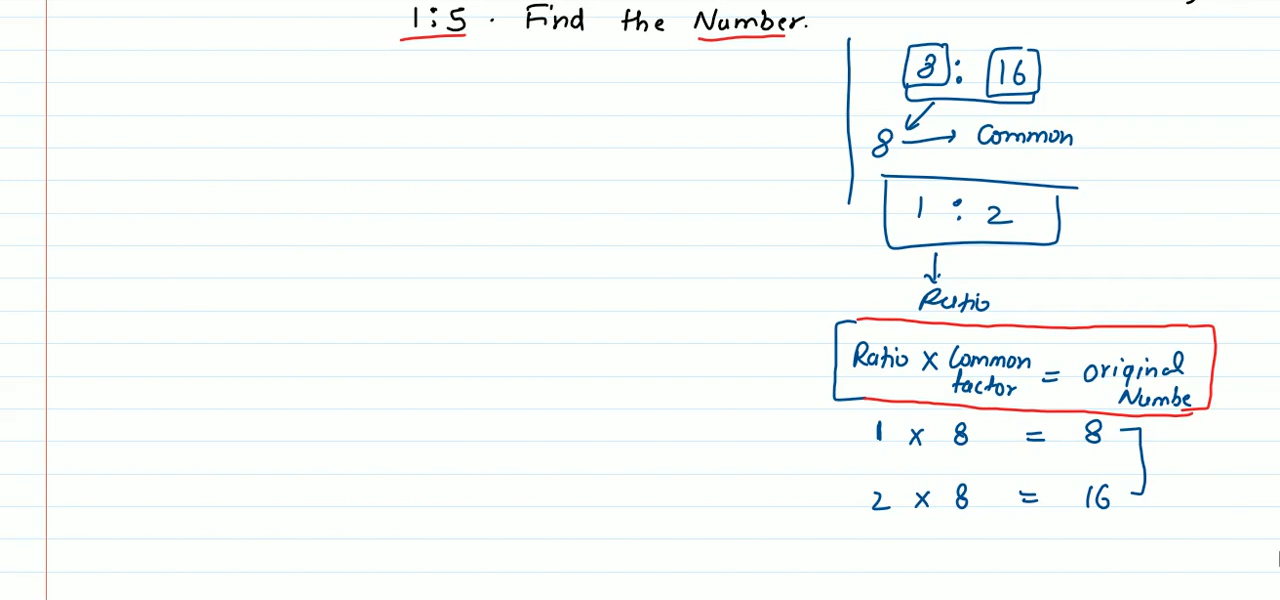 1:5 . Find the Number.
8 : 16
8 → Common
1 : 2
↓
Ratio
Ratio x Common factor = original Numbe
1 x 8 = 8
2 x 8 = 16